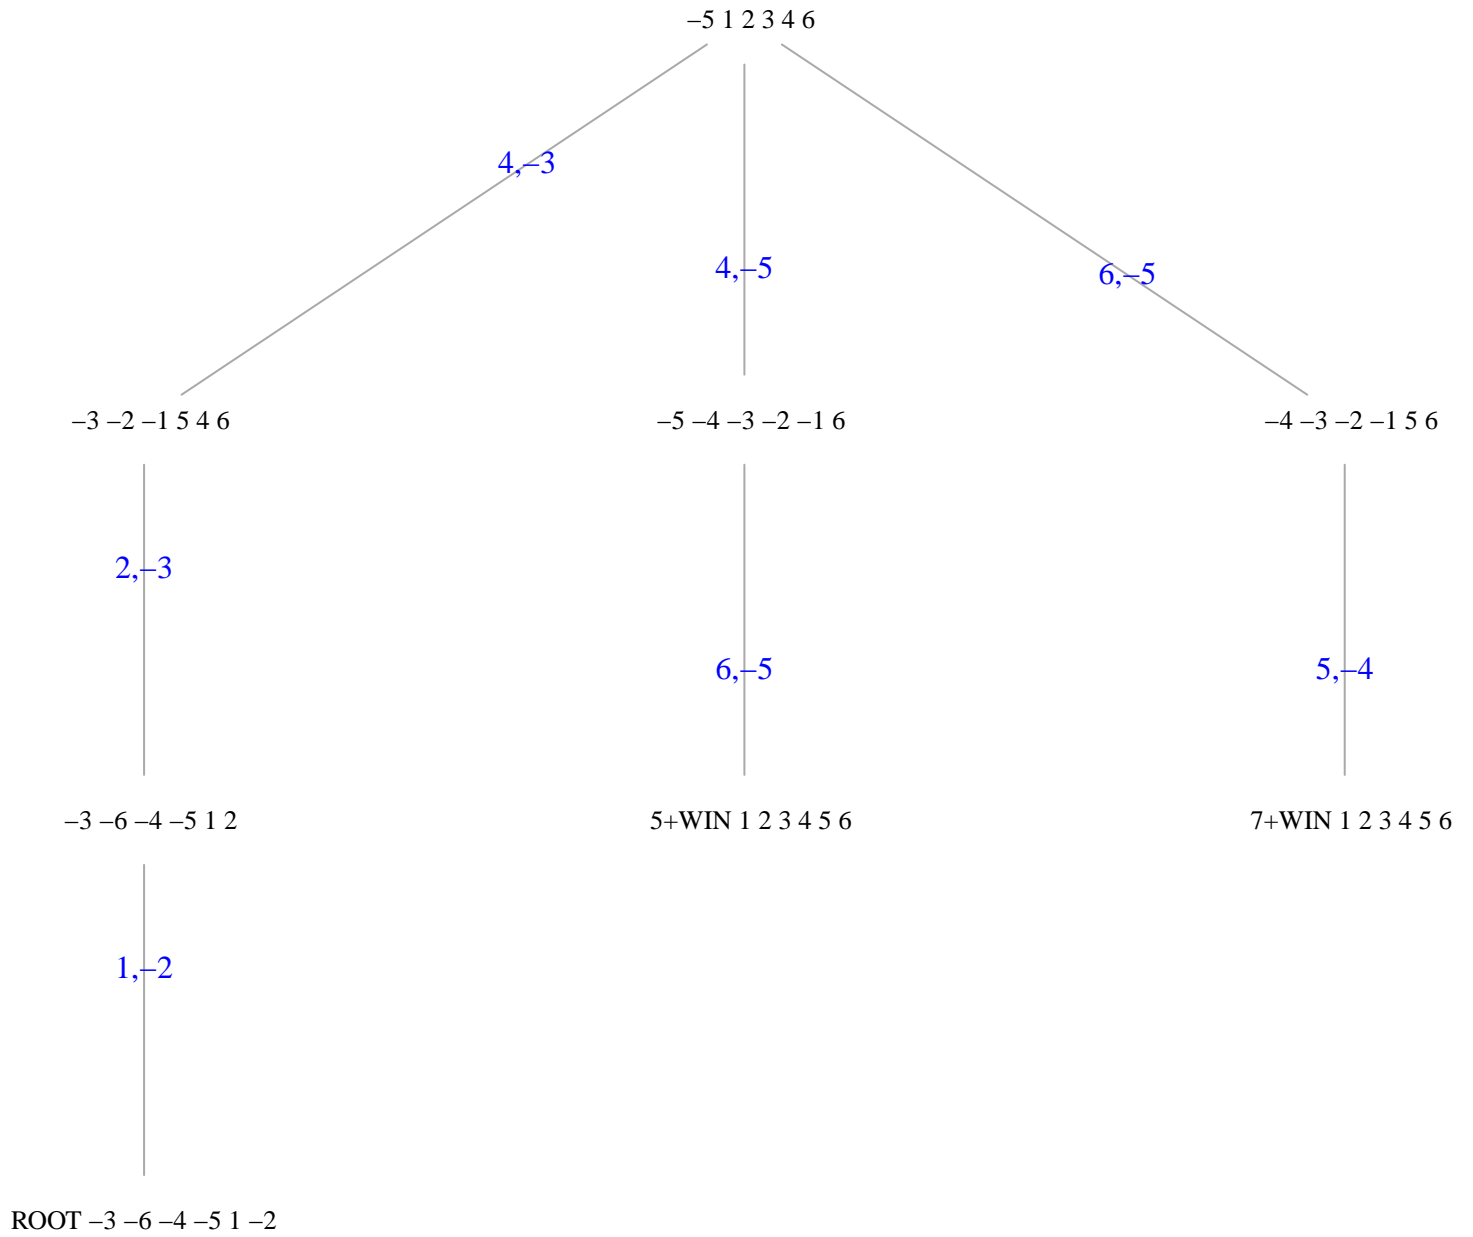 –5 1 2 3 4 6
4,–3
4,–5
6,–5
–3 –2 –1 5 4 6
–5 –4 –3 –2 –1 6
–4 –3 –2 –1 5 6
2,–3
6,–5
5,–4
–3 –6 –4 –5 1 2
5+WIN 1 2 3 4 5 6
7+WIN 1 2 3 4 5 6
1,–2
ROOT –3 –6 –4 –5 1 –2